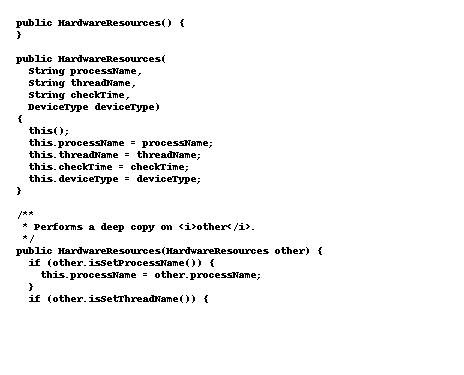 public HardwareResources() {
}

public HardwareResources(
  String processName,
  String threadName,
  String checkTime,
  DeviceType deviceType)
{
  this();
  this.processName = processName;
  this.threadName = threadName;
  this.checkTime = checkTime;
  this.deviceType = deviceType;
}

/**
 * Performs a deep copy on <i>other</i>.
 */
public HardwareResources(HardwareResources other) {
  if (other.isSetProcessName()) {
    this.processName = other.processName;
  }
  if (other.isSetThreadName()) {